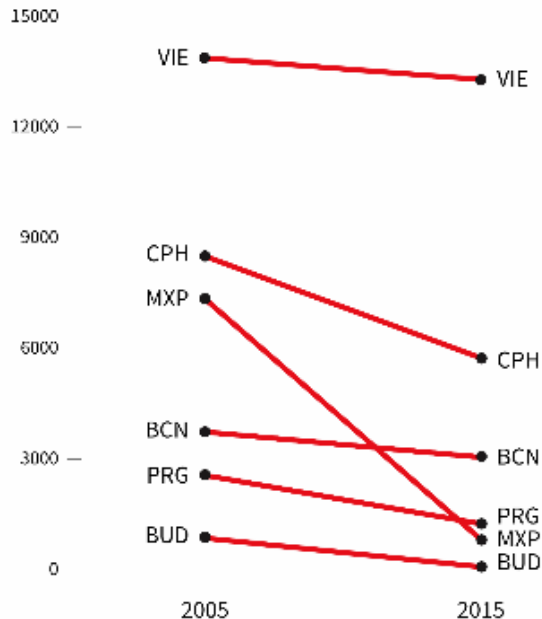 15000
VIE
VIE
12000
9000
CPH
MXP
6000
CPH
BCN
3000
BCN
PRG
PRG
MXP
BUD
BUD
0
2005
2015